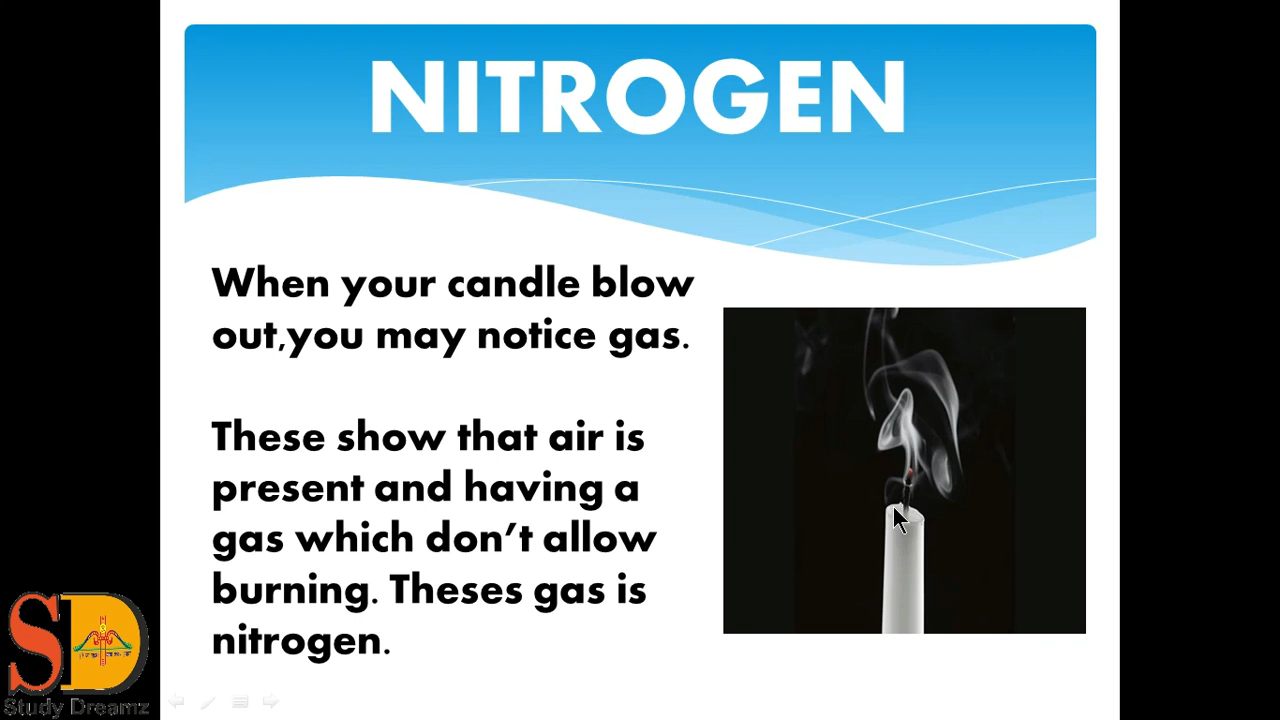 NITROGEN
When your candle blow
out,you may notice gas.
These show that air is
present and having a
gas which don’t allow
burning. Theses gas is
nitrogen.
SD
Study Dreamz